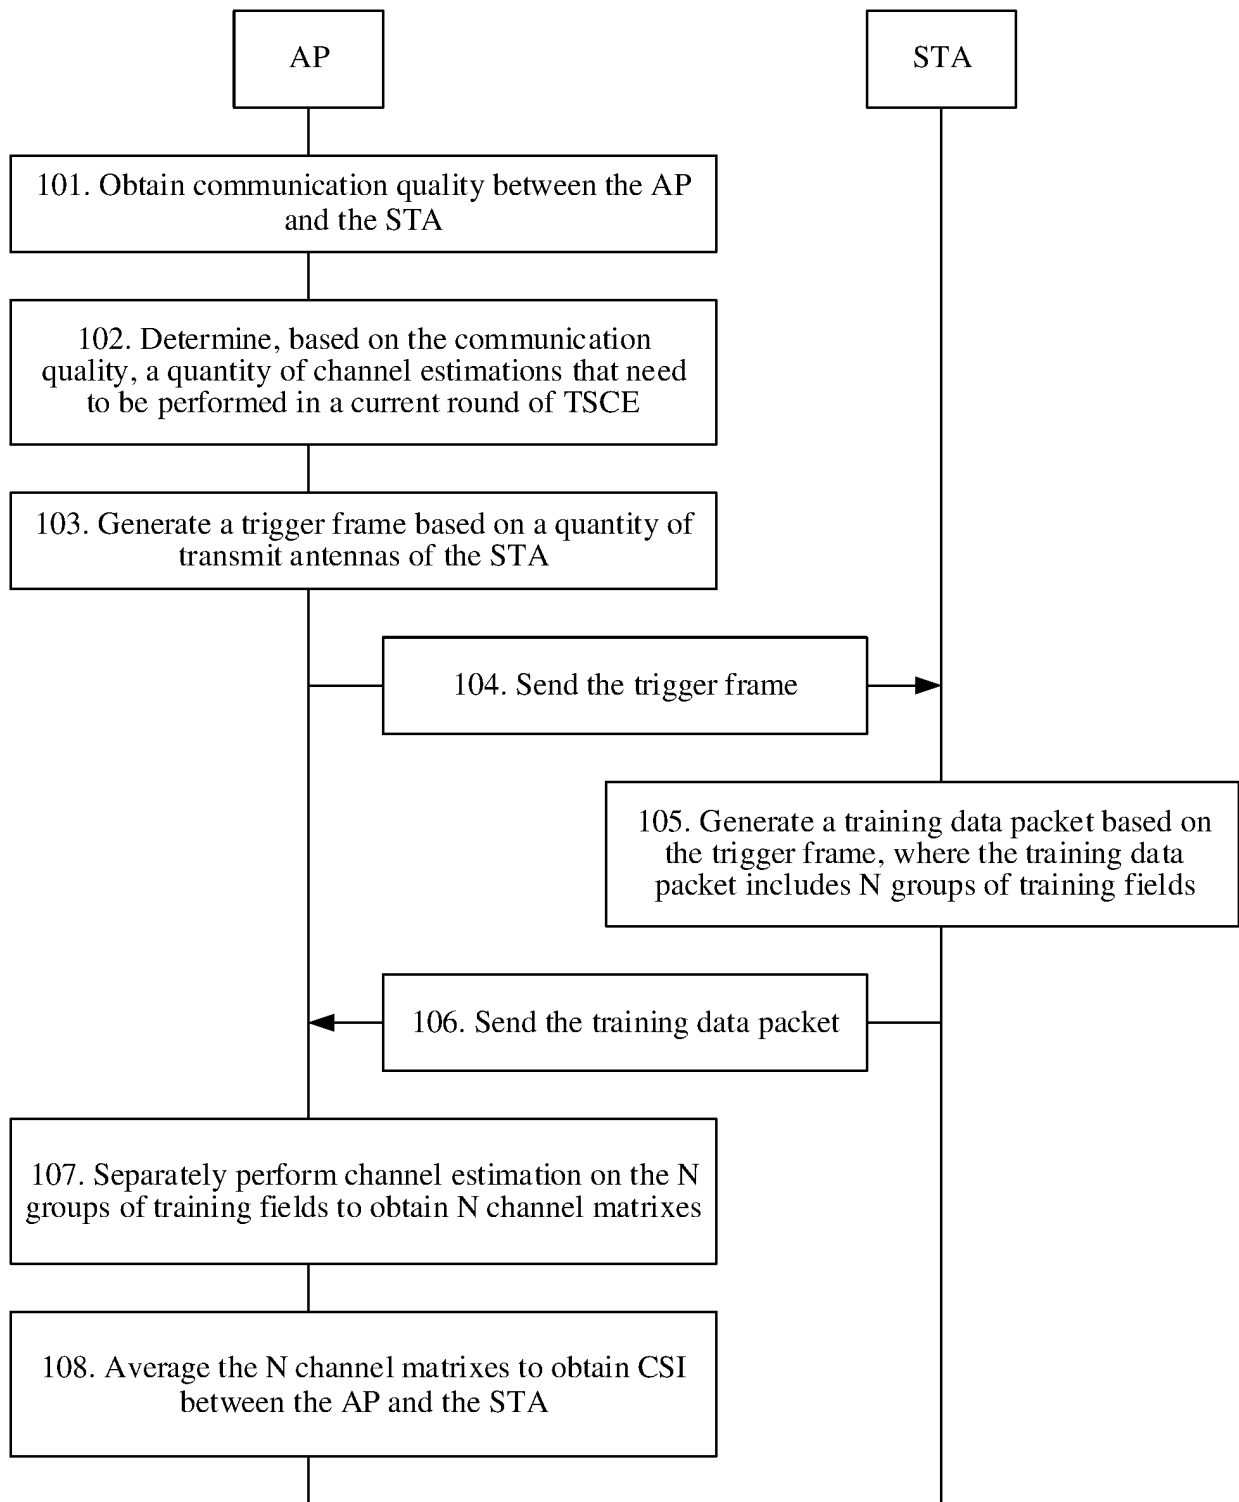 AP
STA
101. Obtain communication quality between the AP
and the STA
102. Determine, based on the communication
quality, a quantity of channel estimations that need
to be performed in a current round of TSCE
103. Generate a trigger frame based on a quantity of
transmit antennas of the STA
104. Send the trigger frame
105. Generate a training data packet based on
the trigger frame, where the training data
packet includes N groups of training fields
106. Send the training data packet
107. Separately perform channel estimation on the N
groups of training fields to obtain N channel matrixes
108. Average the N channel matrixes to obtain CSI
between the AP and the STA